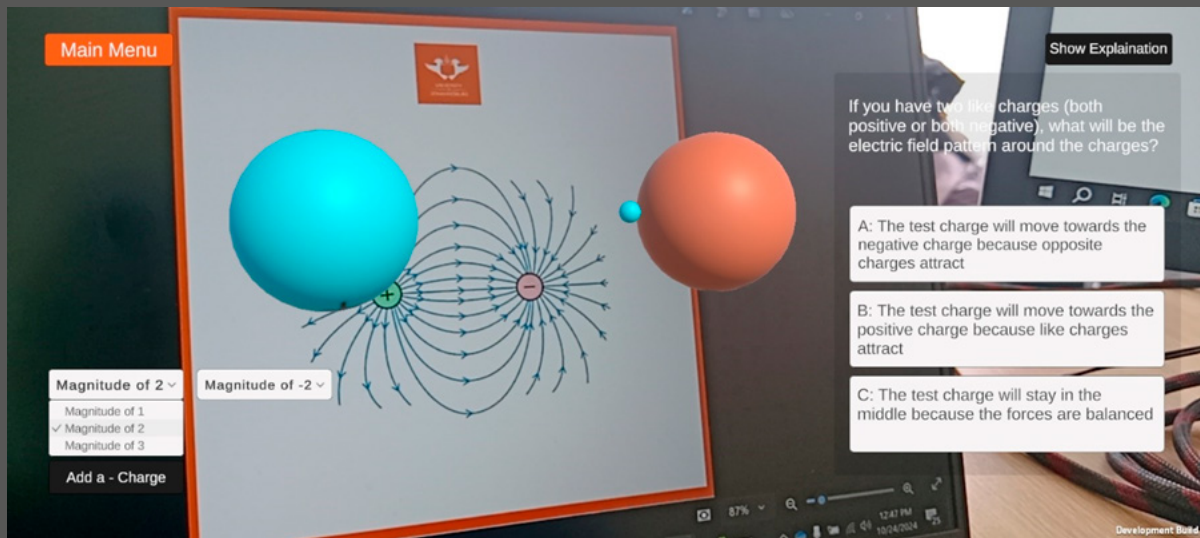 Main Menu
Show Explaination
If you have two like charges (both
positive or both negative), what will be the
electric field pattern around the charges?
A: The test charge will move towards the
negative charge because opposite
charges attract
B: The test charge will move towards the
positive charge because like charges
attract
C: The test charge will stay in the
middle because the forces are balanced
+
−
Magnitude of 2
Magnitude of -2
Magnitude of 1
✓ Magnitude of 2
Magnitude of 3
Add a - Charge
87%
12:47 PM
10/24/2024
Development Build